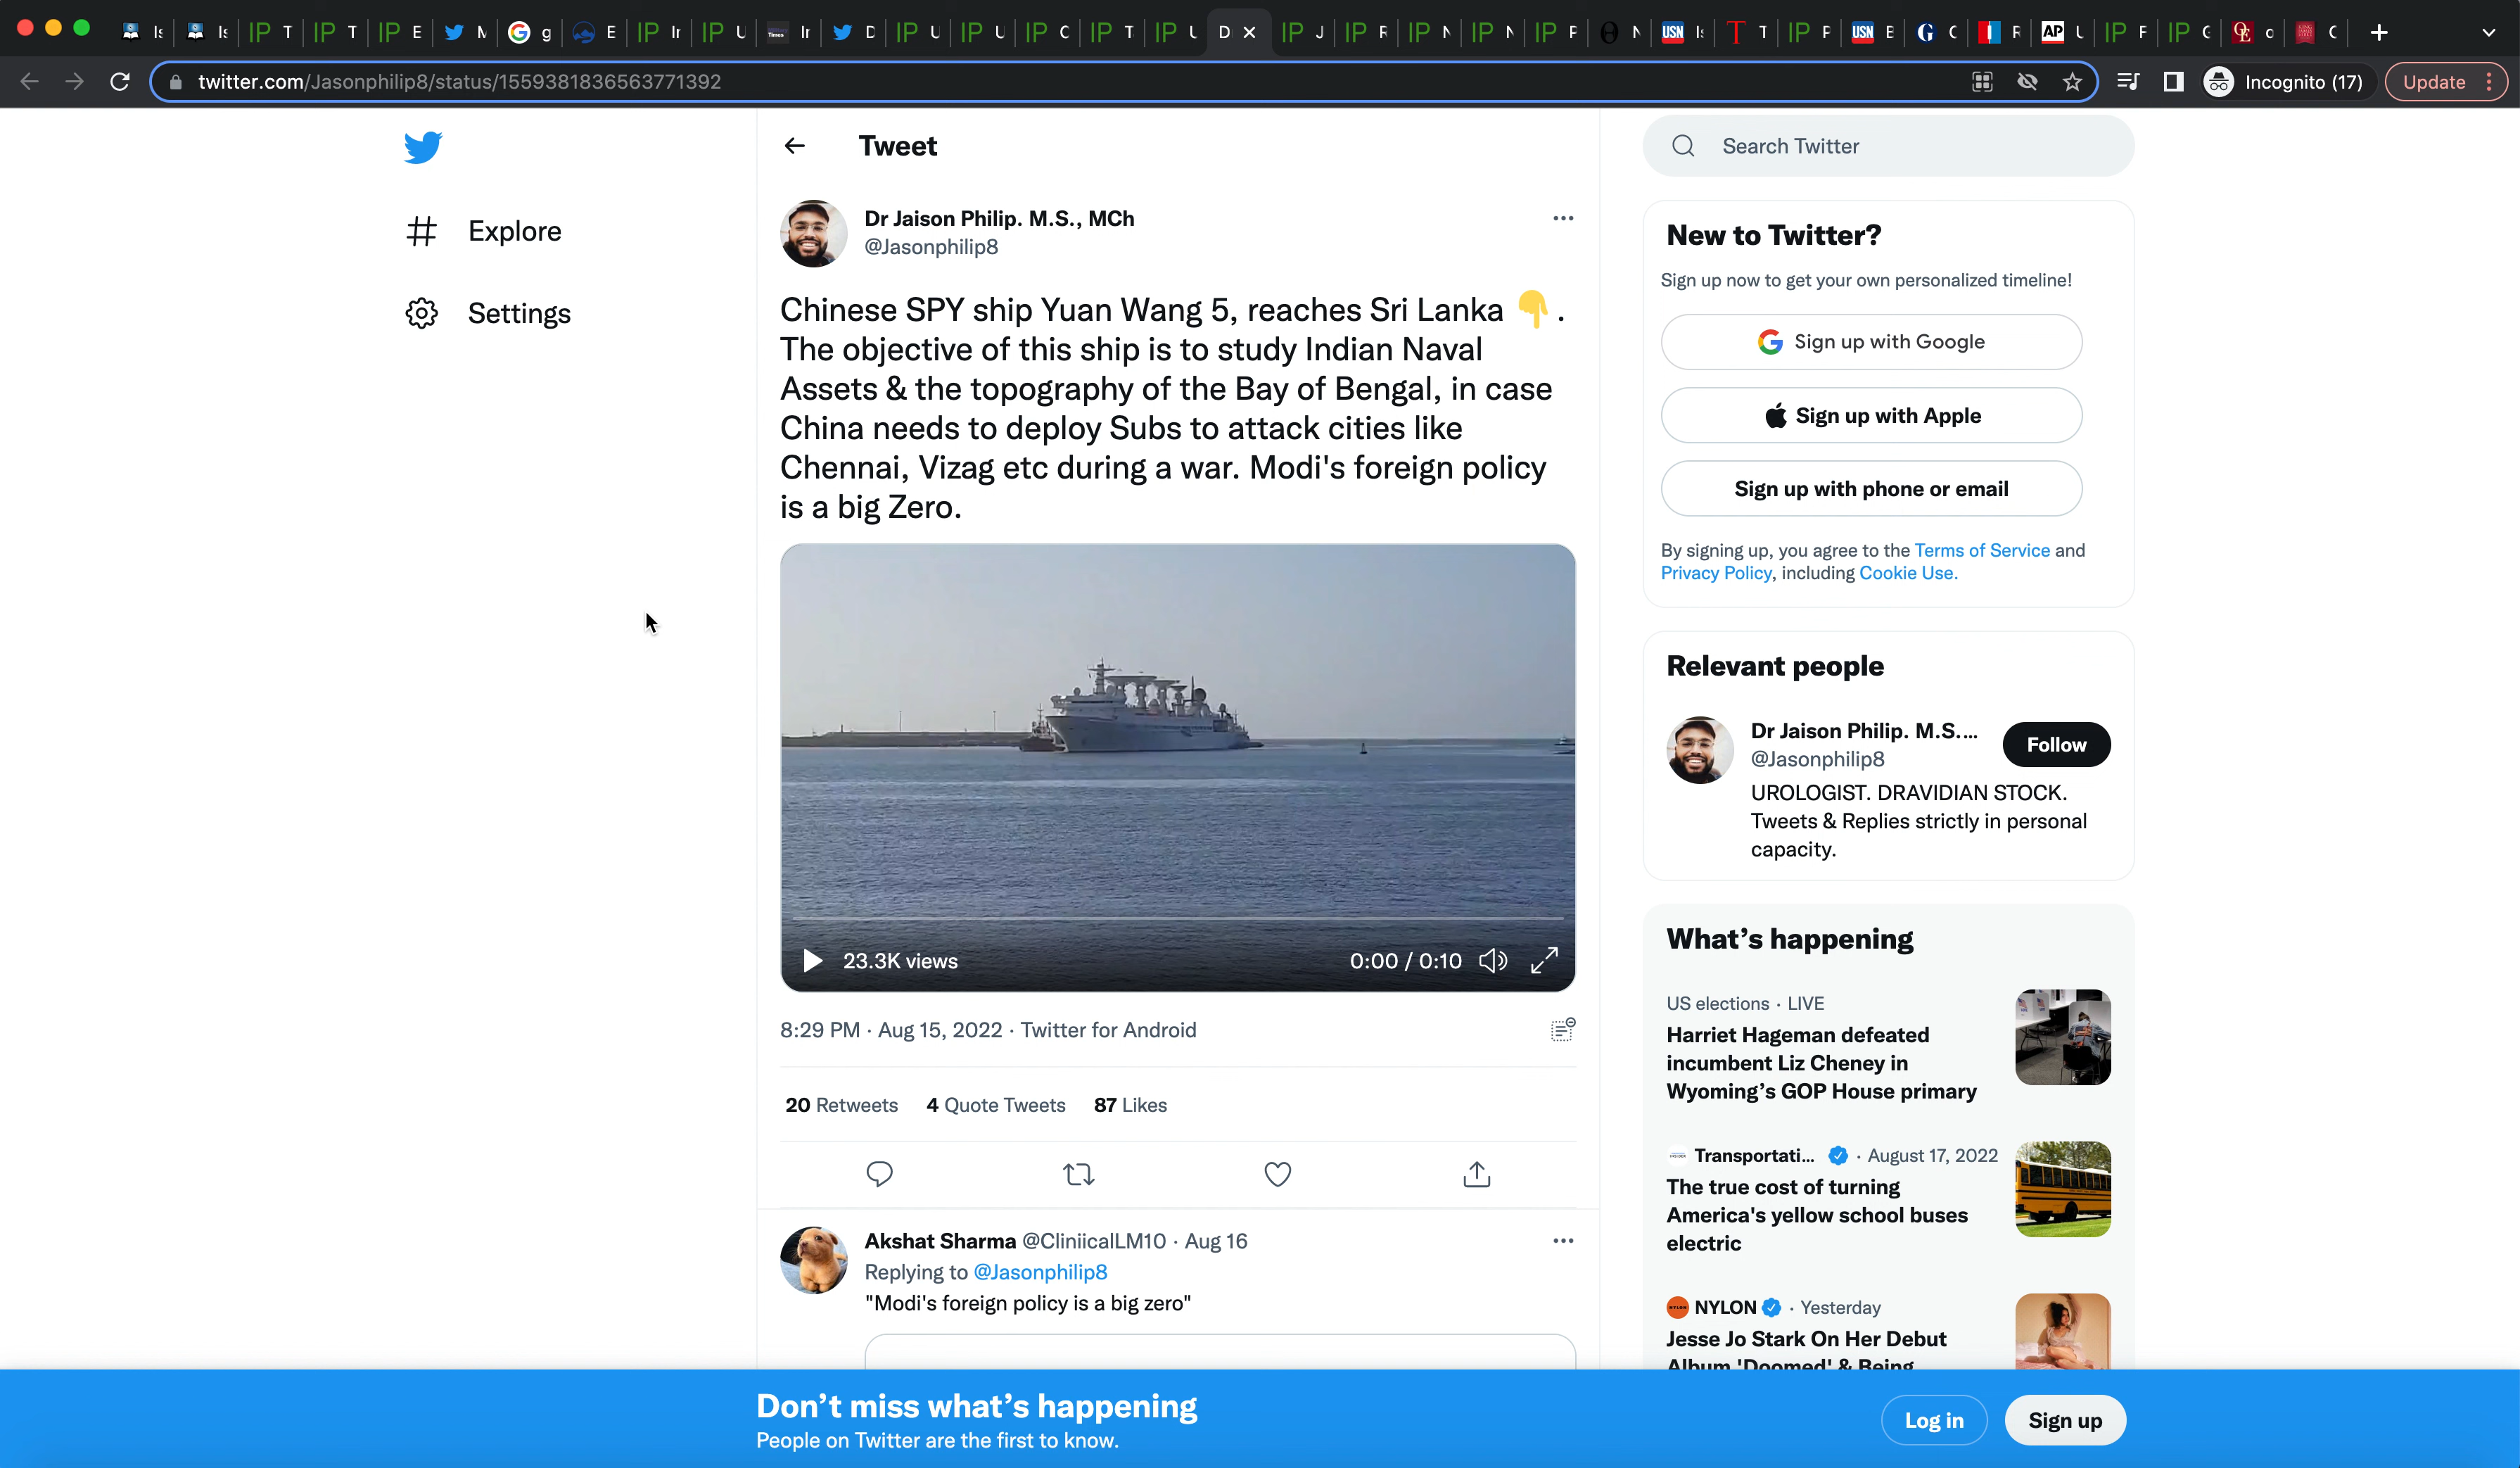 twitter.com/Jasonphilip8/status/1559381836563771392
Incognito (17)
Update
Explore
Settings
Tweet
Dr Jaison Philip. M.S., MCh
@Jasonphilip8
Chinese SPY ship Yuan Wang 5, reaches Sri Lanka 👇 .
The objective of this ship is to study Indian Naval
Assets & the topography of the Bay of Bengal, in case
China needs to deploy Subs to attack cities like
Chennai, Vizag etc during a war. Modi's foreign policy
is a big Zero.
23.3K views
0:00 / 0:10
8:29 PM · Aug 15, 2022 · Twitter for Android
20 Retweets 4 Quote Tweets 87 Likes
Akshat Sharma @CliniicalLM10 · Aug 16
Replying to @Jasonphilip8
"Modi's foreign policy is a big zero"
Search Twitter
New to Twitter?
Sign up now to get your own personalized timeline!
Sign up with Google
Sign up with Apple
Sign up with phone or email
By signing up, you agree to the Terms of Service and
Privacy Policy, including Cookie Use.
Relevant people
Dr Jaison Philip. M.S....
@Jasonphilip8
Follow
UROLOGIST. DRAVIDIAN STOCK.
Tweets & Replies strictly in personal
capacity.
What’s happening
US elections · LIVE
Harriet Hageman defeated
incumbent Liz Cheney in
Wyoming’s GOP House primary
Transportati... · August 17, 2022
The true cost of turning
America's yellow school buses
electric
NYLON · Yesterday
Jesse Jo Stark On Her Debut
Album 'Doomed' & Being
Don’t miss what’s happening
People on Twitter are the first to know.
Log in
Sign up